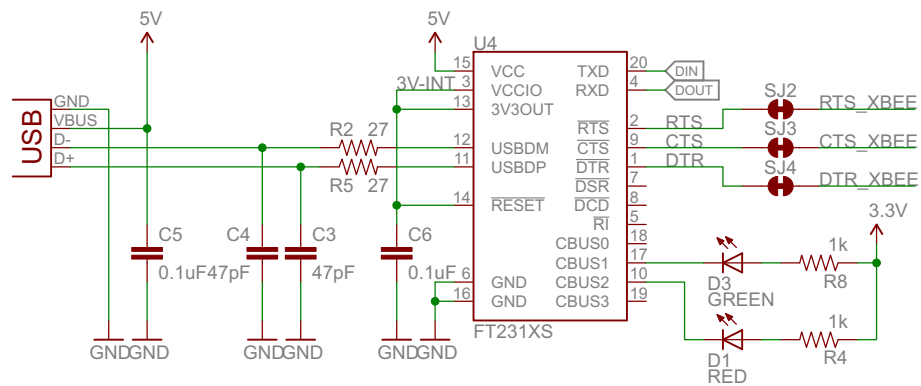 5V
5V
U4
15
VCC
TXD
20
DIN
3V-INT
3
VCCIO
RXD
4
DOUT
13
3V3OUT
SJ2
GND
VBUS
D-
D+
USB
R2
27
R5
27
12
USBDM
11
USBDP
14
RESET
RTS
2
RTS
RTS_XBEE
SJ3
CTS
9
CTS
CTS_XBEE
DTR
1
DTR
SJ4
DTR_XBEE
DSR
7
DCD
8
RI
5
CBUS0
18
CBUS1
17
CBUS2
10
CBUS3
19
3.3V
C5
0.1uF
C4
47pF
C3
47pF
C6
0.1uF
6
GND
16
GND
FT231XS
1k
R8
D3
GREEN
1k
R4
D1
RED
GND
GND
GND
GND
GND
GND